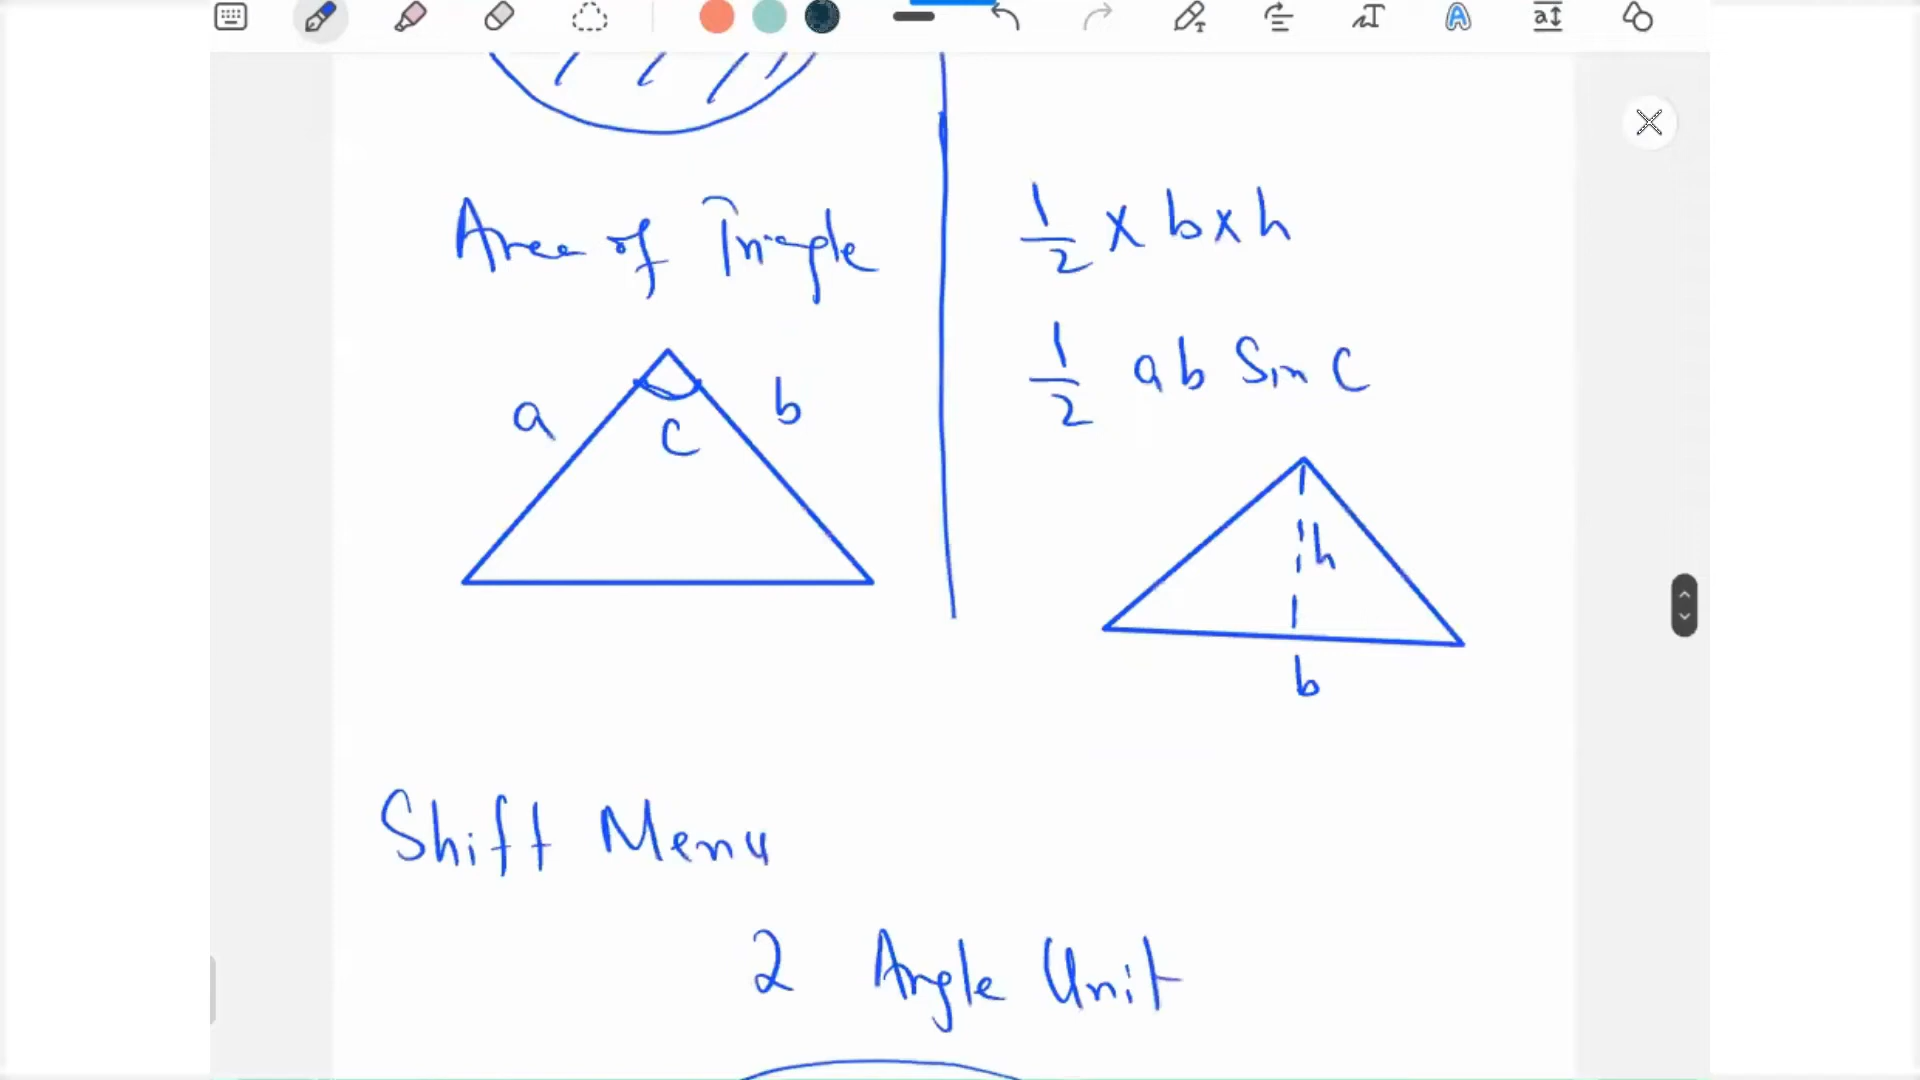 Area of Triangle
1/2 x b x h
1/2 ab Sin C
a
b
C
h
b
Shift Menu
2 Angle Unit